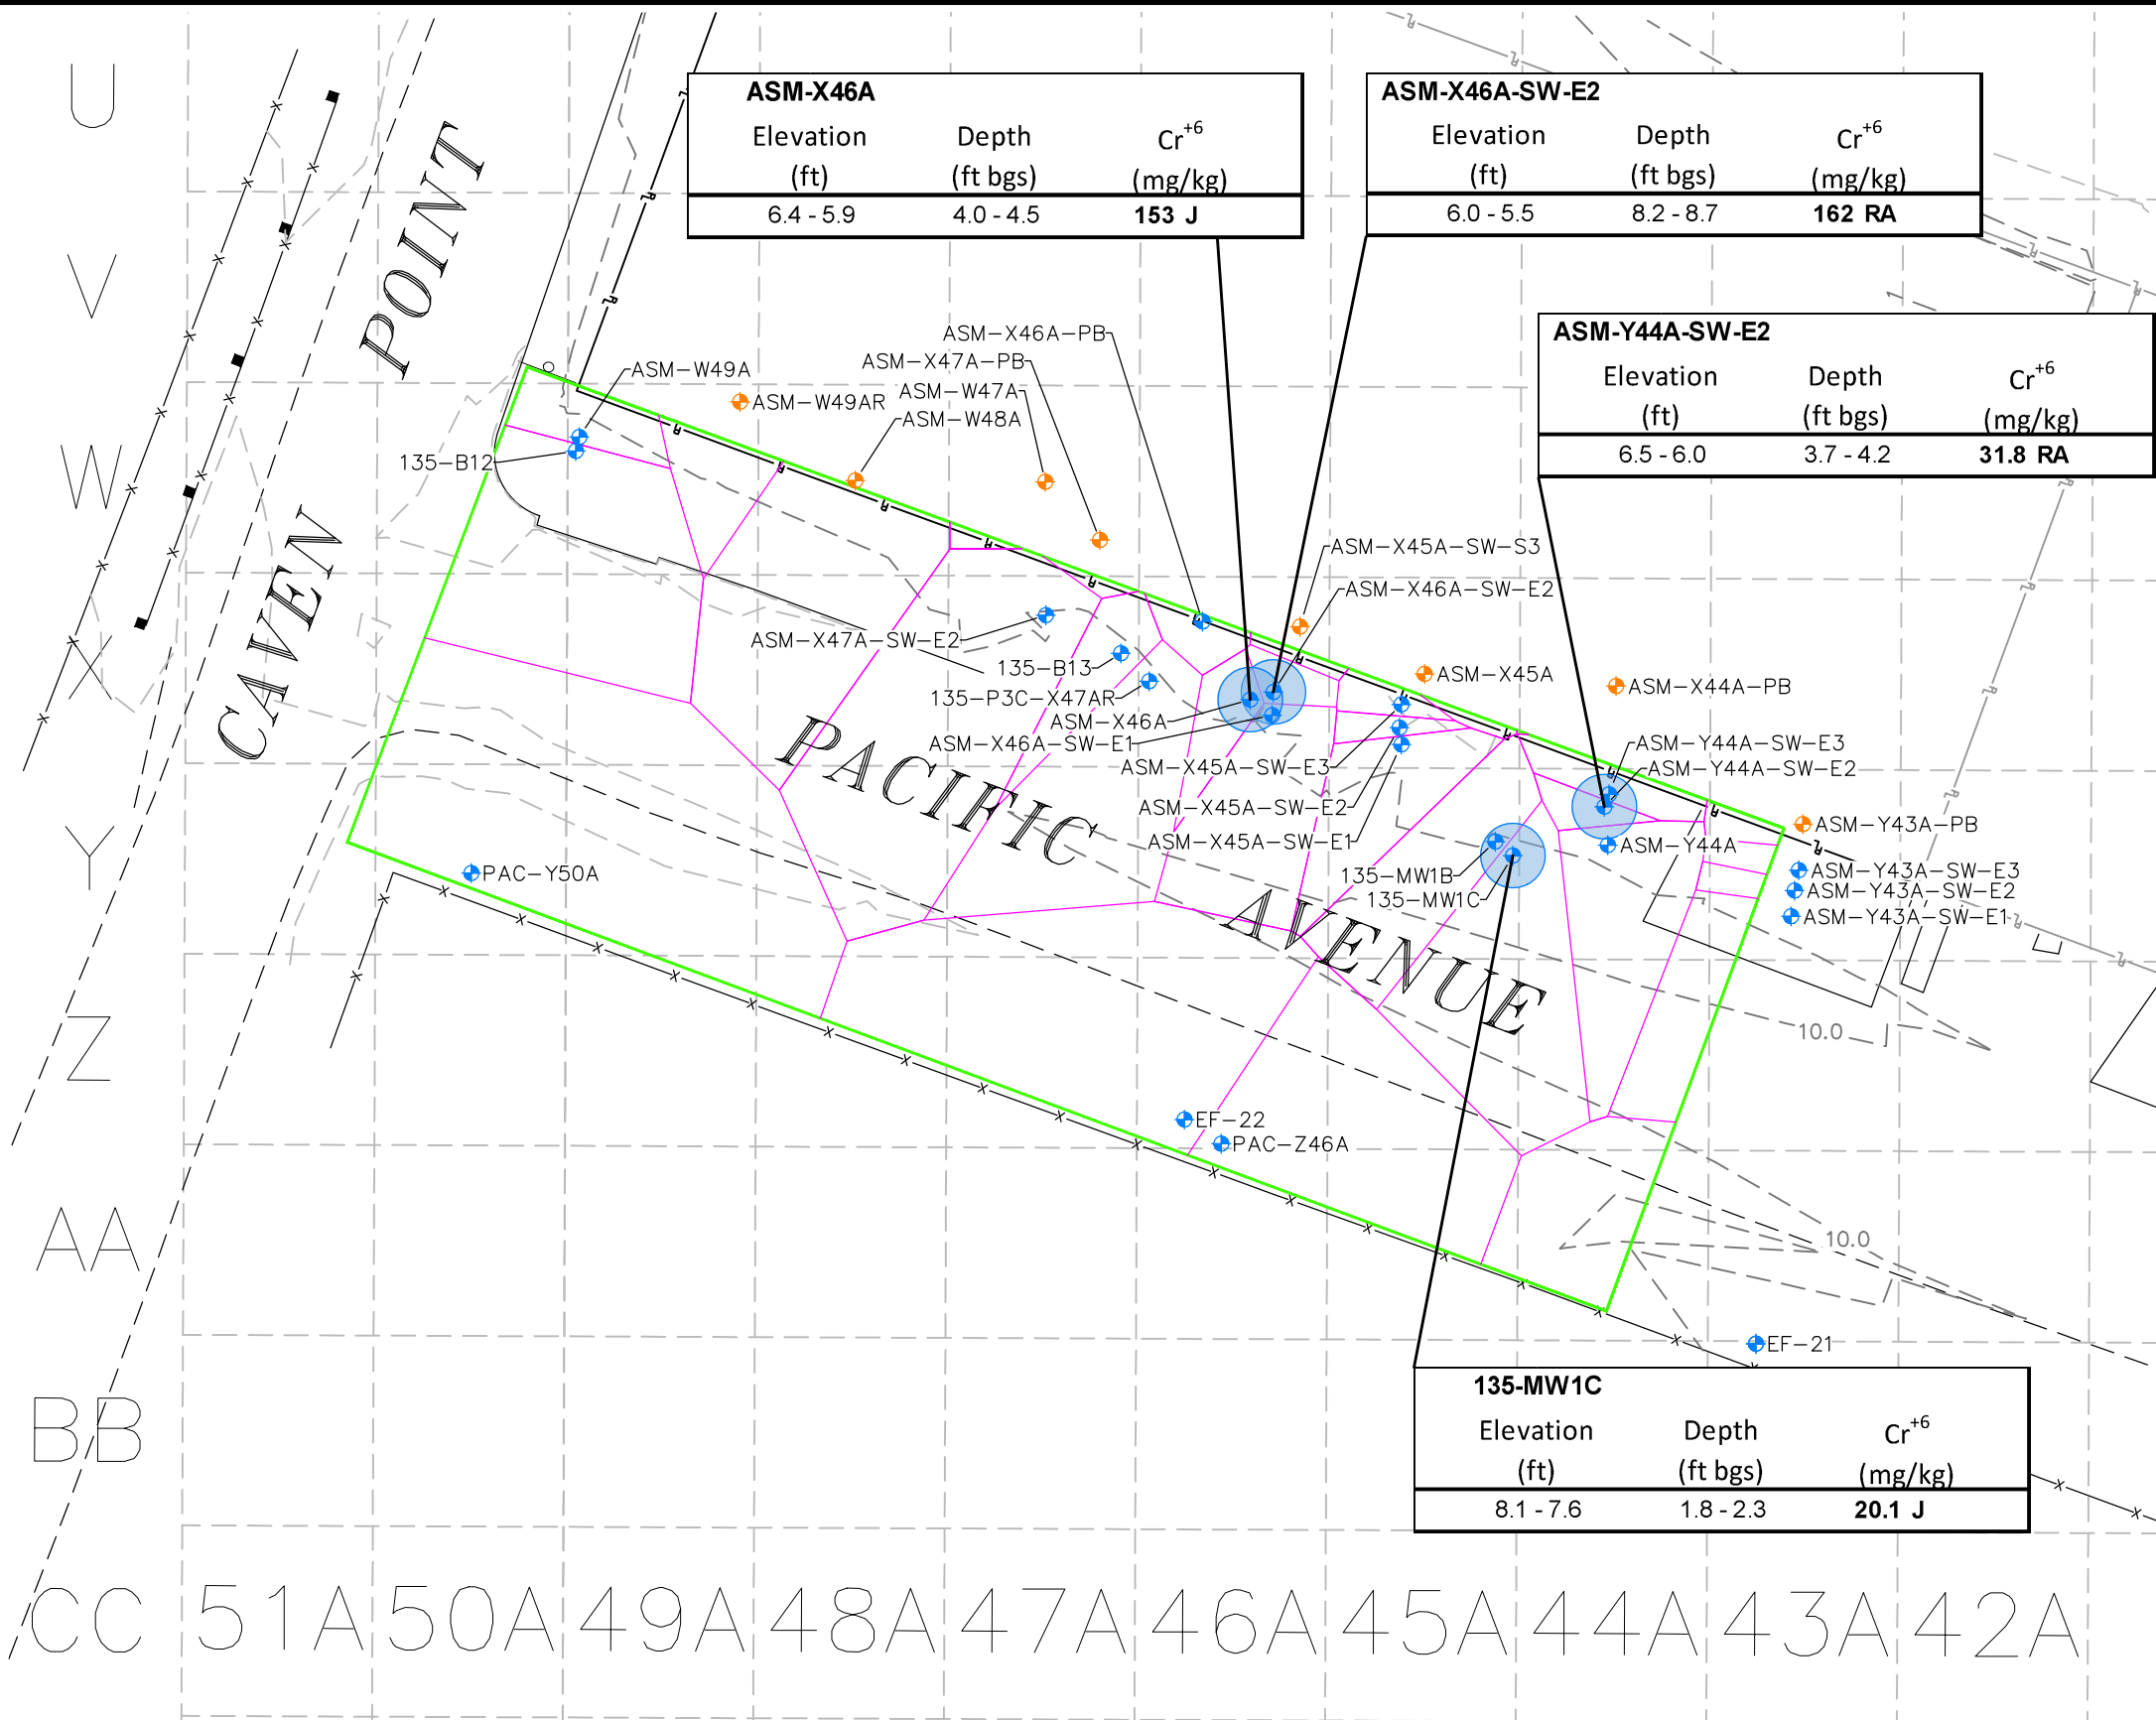 U
V
W
X
Y
Z
AA
BB
CC
51A 50A 49A 48A 47A 46A 45A 44A 43A 42A
CAVEN POINT
PACIFIC AVENUE
ASM-X46A
Elevation Depth Cr+6
(ft) (ft bgs) (mg/kg)
6.4 - 5.9 4.0 - 4.5 153 J
ASM-X46A-SW-E2
Elevation Depth Cr+6
(ft) (ft bgs) (mg/kg)
6.0 - 5.5 8.2 - 8.7 162 RA
ASM-Y44A-SW-E2
Elevation Depth Cr+6
(ft) (ft bgs) (mg/kg)
6.5 - 6.0 3.7 - 4.2 31.8 RA
135-MW1C
Elevation Depth Cr+6
(ft) (ft bgs) (mg/kg)
8.1 - 7.6 1.8 - 2.3 20.1 J
ASM-X46A-PB
ASM-X47A-PB
ASM-W49A
ASM-W47A
ASM-W49AR
ASM-W48A
135-B12
ASM-X45A-SW-S3
ASM-X46A-SW-E2
ASM-X47A-SW-E2
135-B13
ASM-X45A
ASM-X44A-PB
135-P3C-X47AR
ASM-X46A
ASM-X46A-SW-E1
ASM-Y44A-SW-E3
ASM-X45A-SW-E3
ASM-Y44A-SW-E2
ASM-X45A-SW-E2
ASM-Y43A-PB
ASM-X45A-SW-E1
ASM-Y44A
PAC-Y50A
135-MW1B
ASM-Y43A-SW-E3
ASM-Y43A-SW-E2
135-MW1C
ASM-Y43A-SW-E1
10.0
EF-22
PAC-Z46A
10.0
EF-21